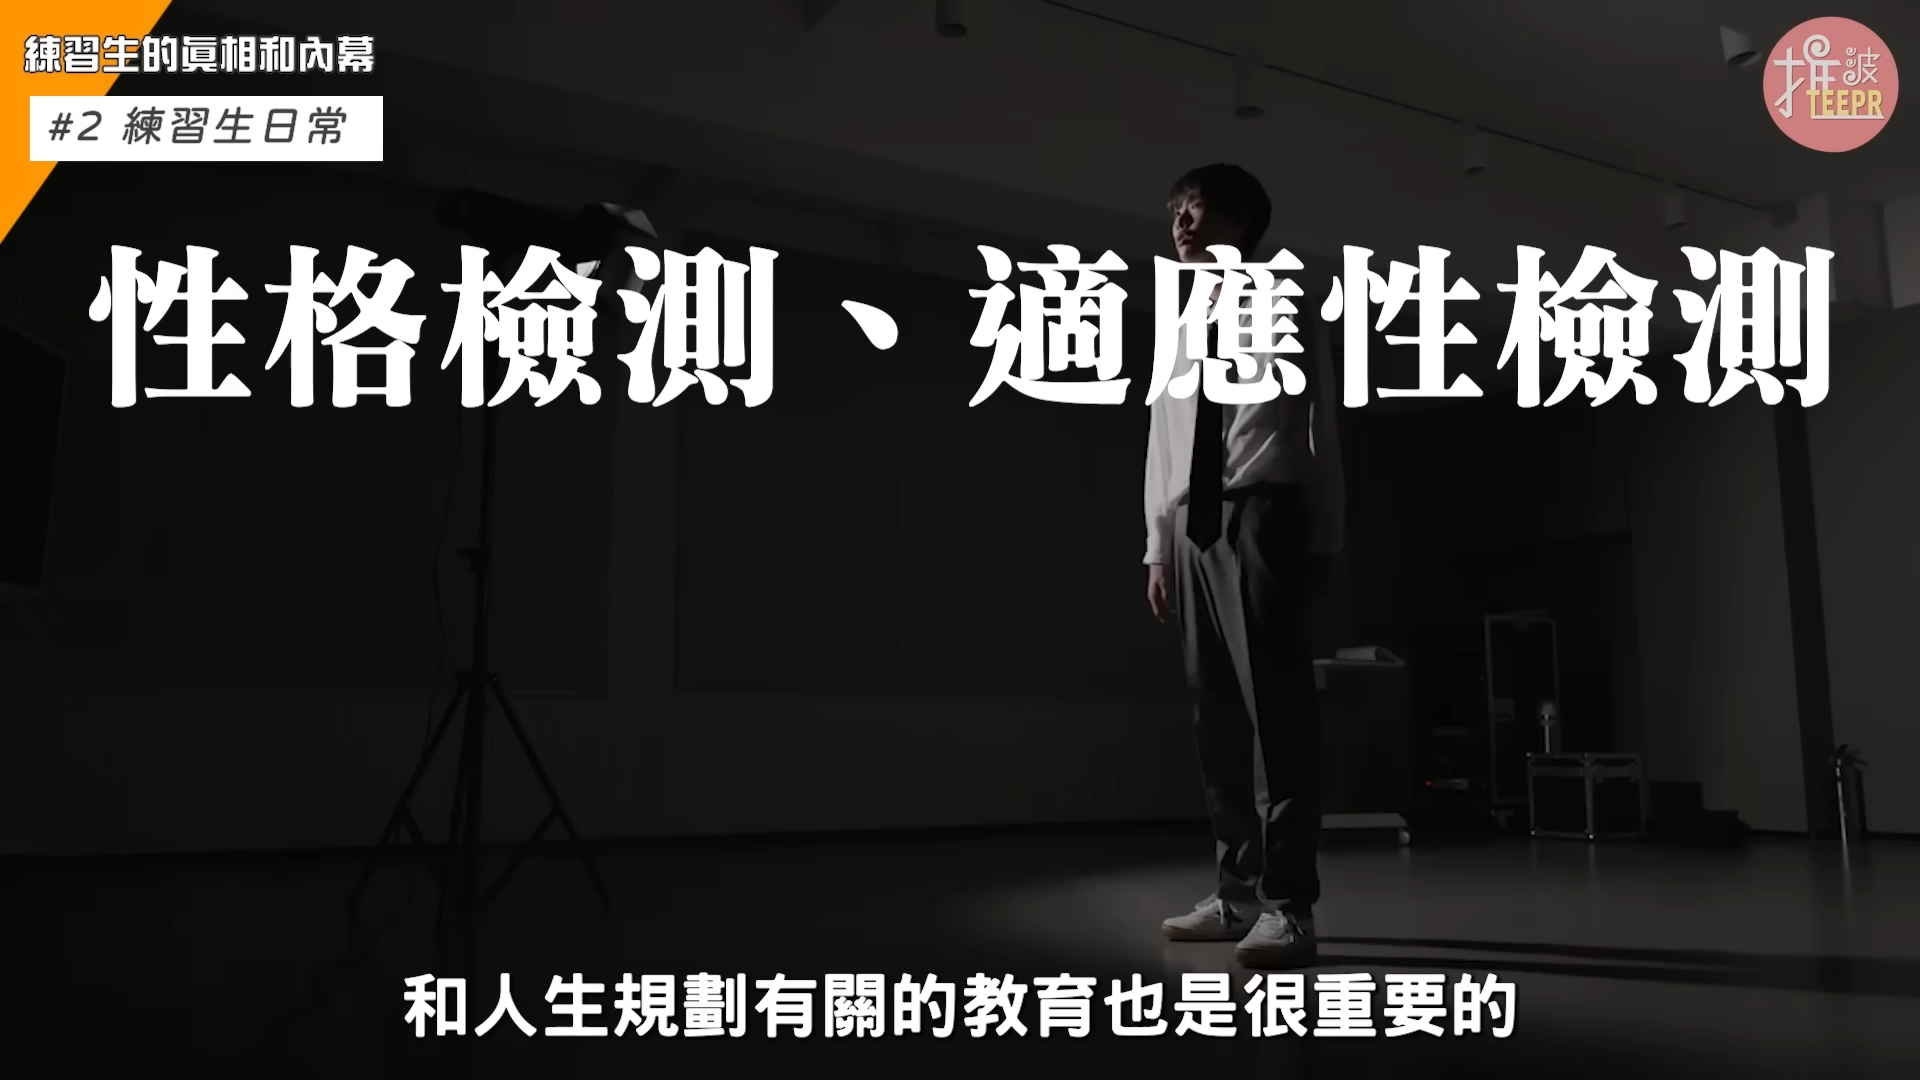 練習生的真相和內幕
#2 練習生日常
推波
TEEPR
性格檢測、適應性檢測
和人生規劃有關的教育也是很重要的